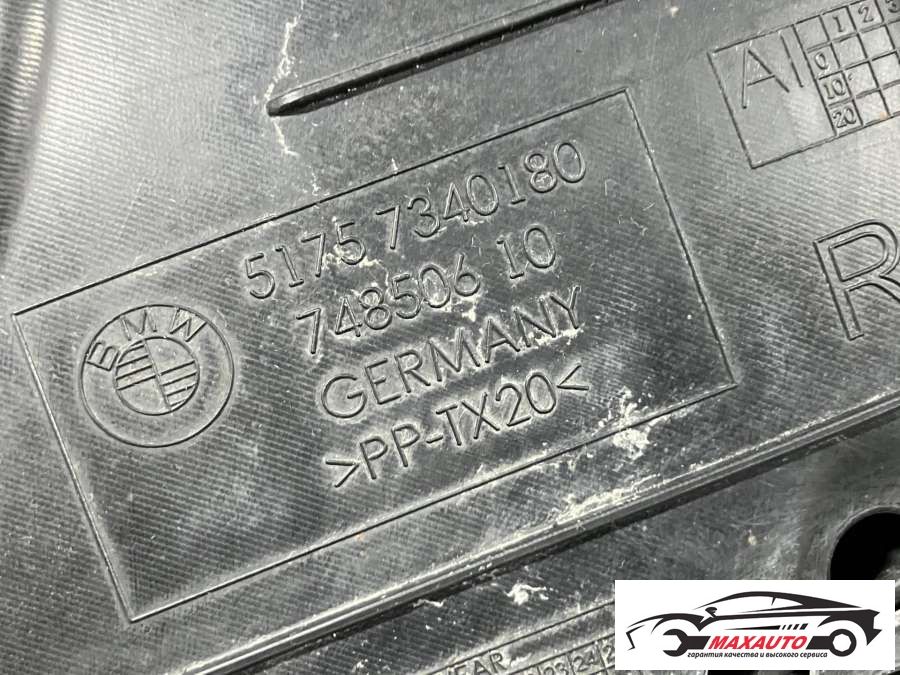 AI
1 2 3
9
10
20
5175 7340180
748506 10
GERMANY
>PP-TX20<
BMW
R
MAXAUTO
гарантия качества и высокого сервиса